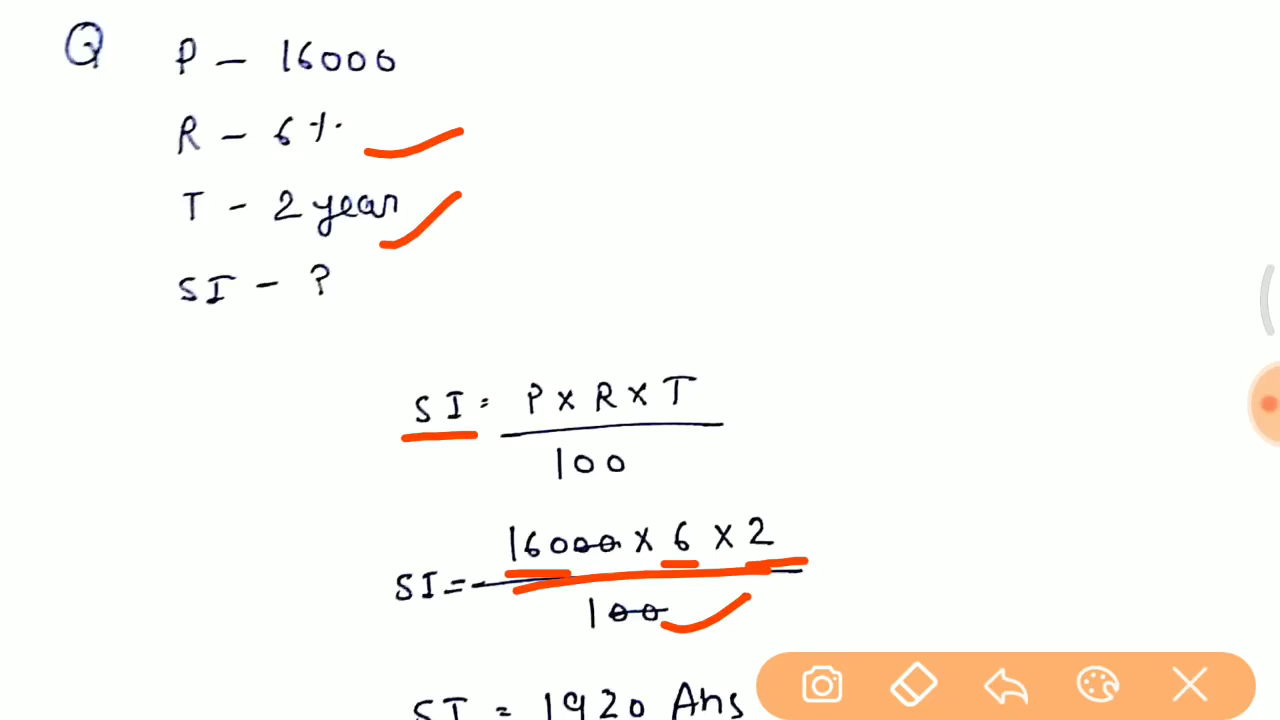 Q P - 16000
R - 6%
T - 2 year
SI - ?
SI = P x R x T
100
SI = 16000 x 6 x 2
100
SI = 1920 Ans